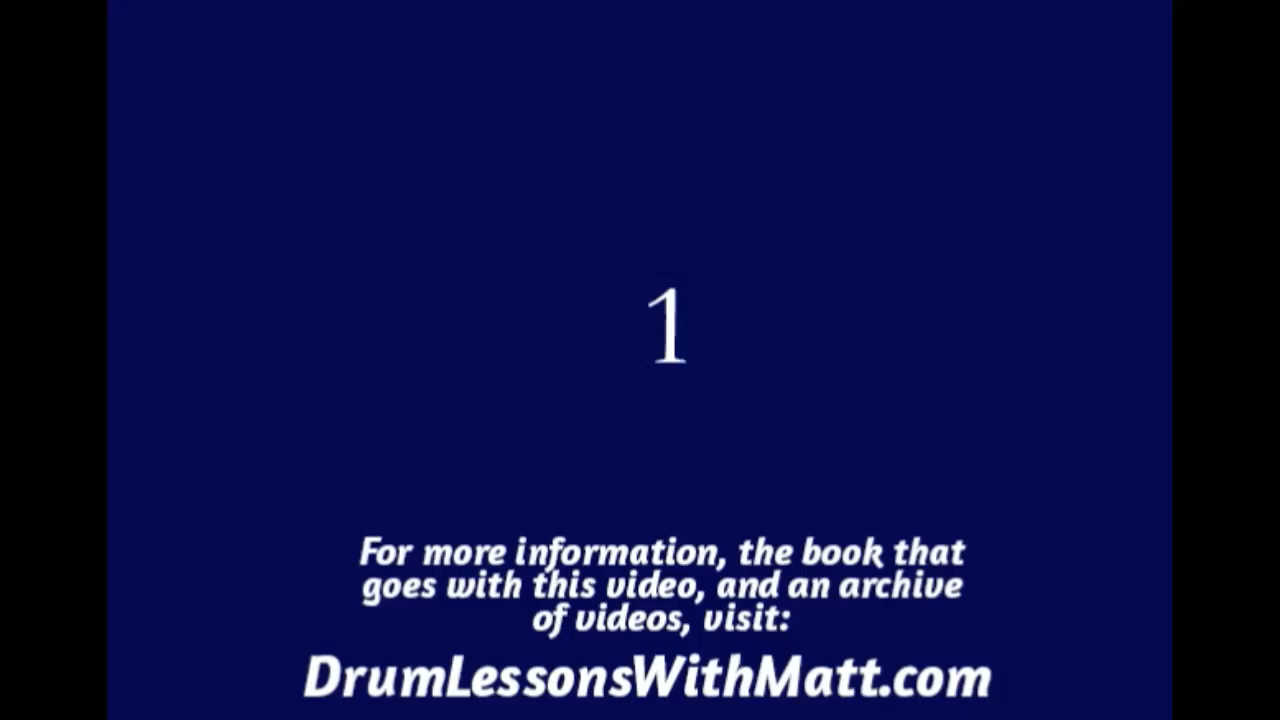 1
For more information, the book that
goes with this video, and an archive
of videos, visit:
DrumLessonsWithMatt.com